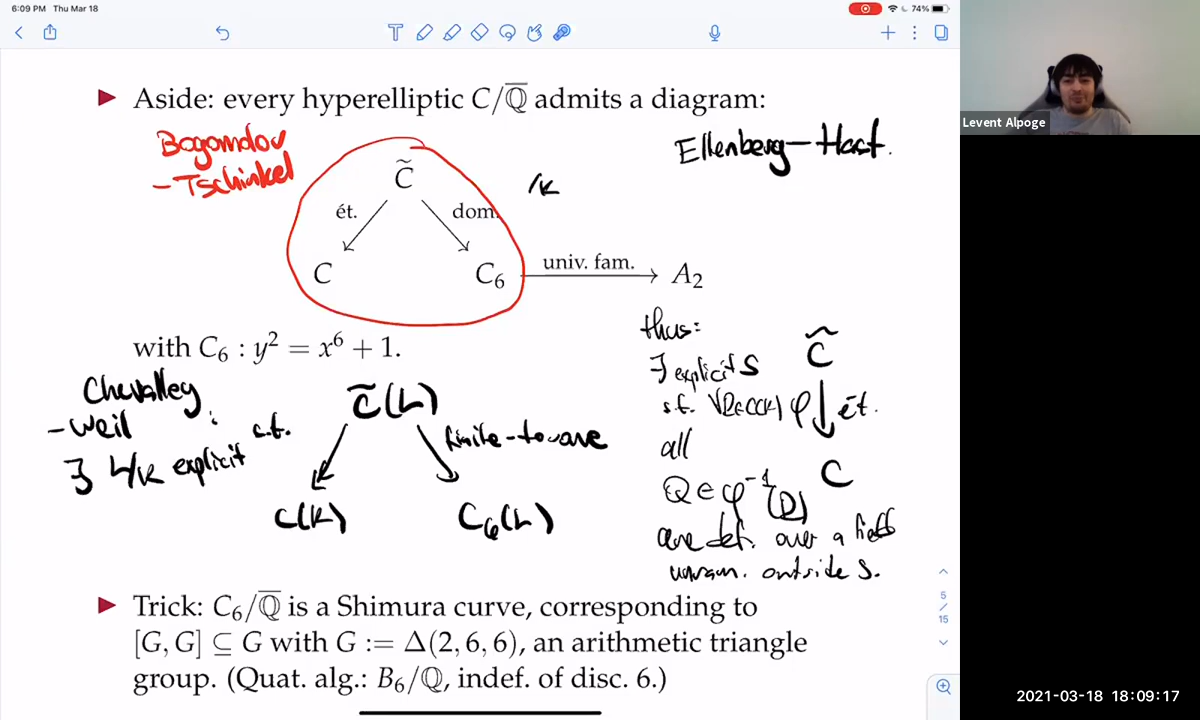 6:09 PM Thu Mar 18
74%
Levent Alpoge
Aside: every hyperelliptic C/Q̅ admits a diagram:
Bogomolov
- Tschinkel
Ellenberg–Hast.
C̃
/K
ét.
dom.
C
C₆
univ. fam.
A₂
with C₆ : y² = x⁶ + 1.
Chevalley
- Weil
∃ L/K explicit s.t.
C̃(L)
finite-to-one
C(K)
C₆(L)
thus:
∃ explicit S
s.t. ∀P∈C(K)
all
Q ∈ φ⁻¹(P)
are def. over a field
unram. outside S.
C̃
φ ↓ ét.
C
Trick: C₆/Q̅ is a Shimura curve, corresponding to
[G, G] ⊆ G with G := Δ(2, 6, 6), an arithmetic triangle
group. (Quat. alg.: B₆/ℚ, indef. of disc. 6.)
5
/
15
2021-03-18 18:09:17